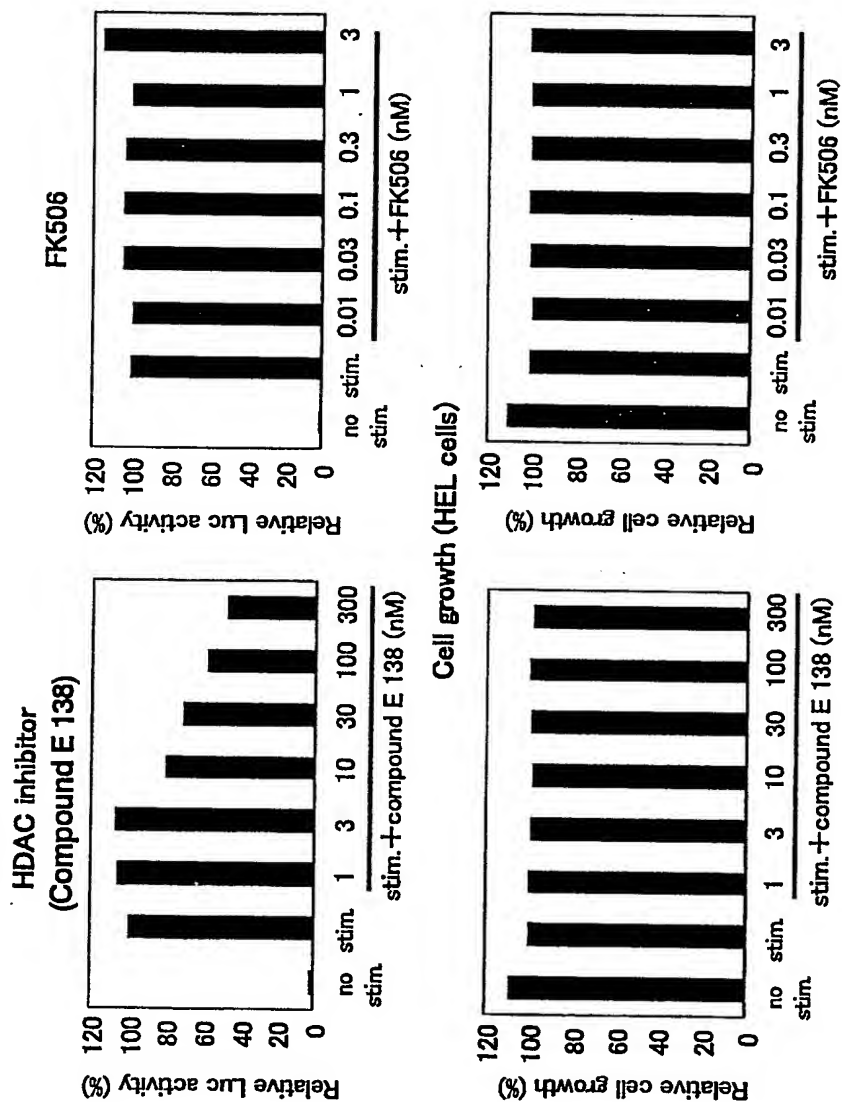 HDAC inhibitor
(Compound E 138)
Relative Luc activity (%)
120
100
80
60
40
20
0
no stim.
stim.
1 3 10 30 100 300
stim.+compound E 138 (nM)
FK506
Relative Luc activity (%)
120
100
80
60
40
20
0
no stim.
stim.
0.01 0.03 0.1 0.3 1 3
stim.+FK506 (nM)
Cell growth (HEL cells)
Relative cell growth (%)
120
100
80
60
40
20
0
no stim.
stim.
1 3 10 30 100 300
stim.+compound E 138 (nM)
Relative cell growth (%)
120
100
80
60
40
20
0
no stim.
stim.
0.01 0.03 0.1 0.3 1 3
stim.+FK506 (nM)